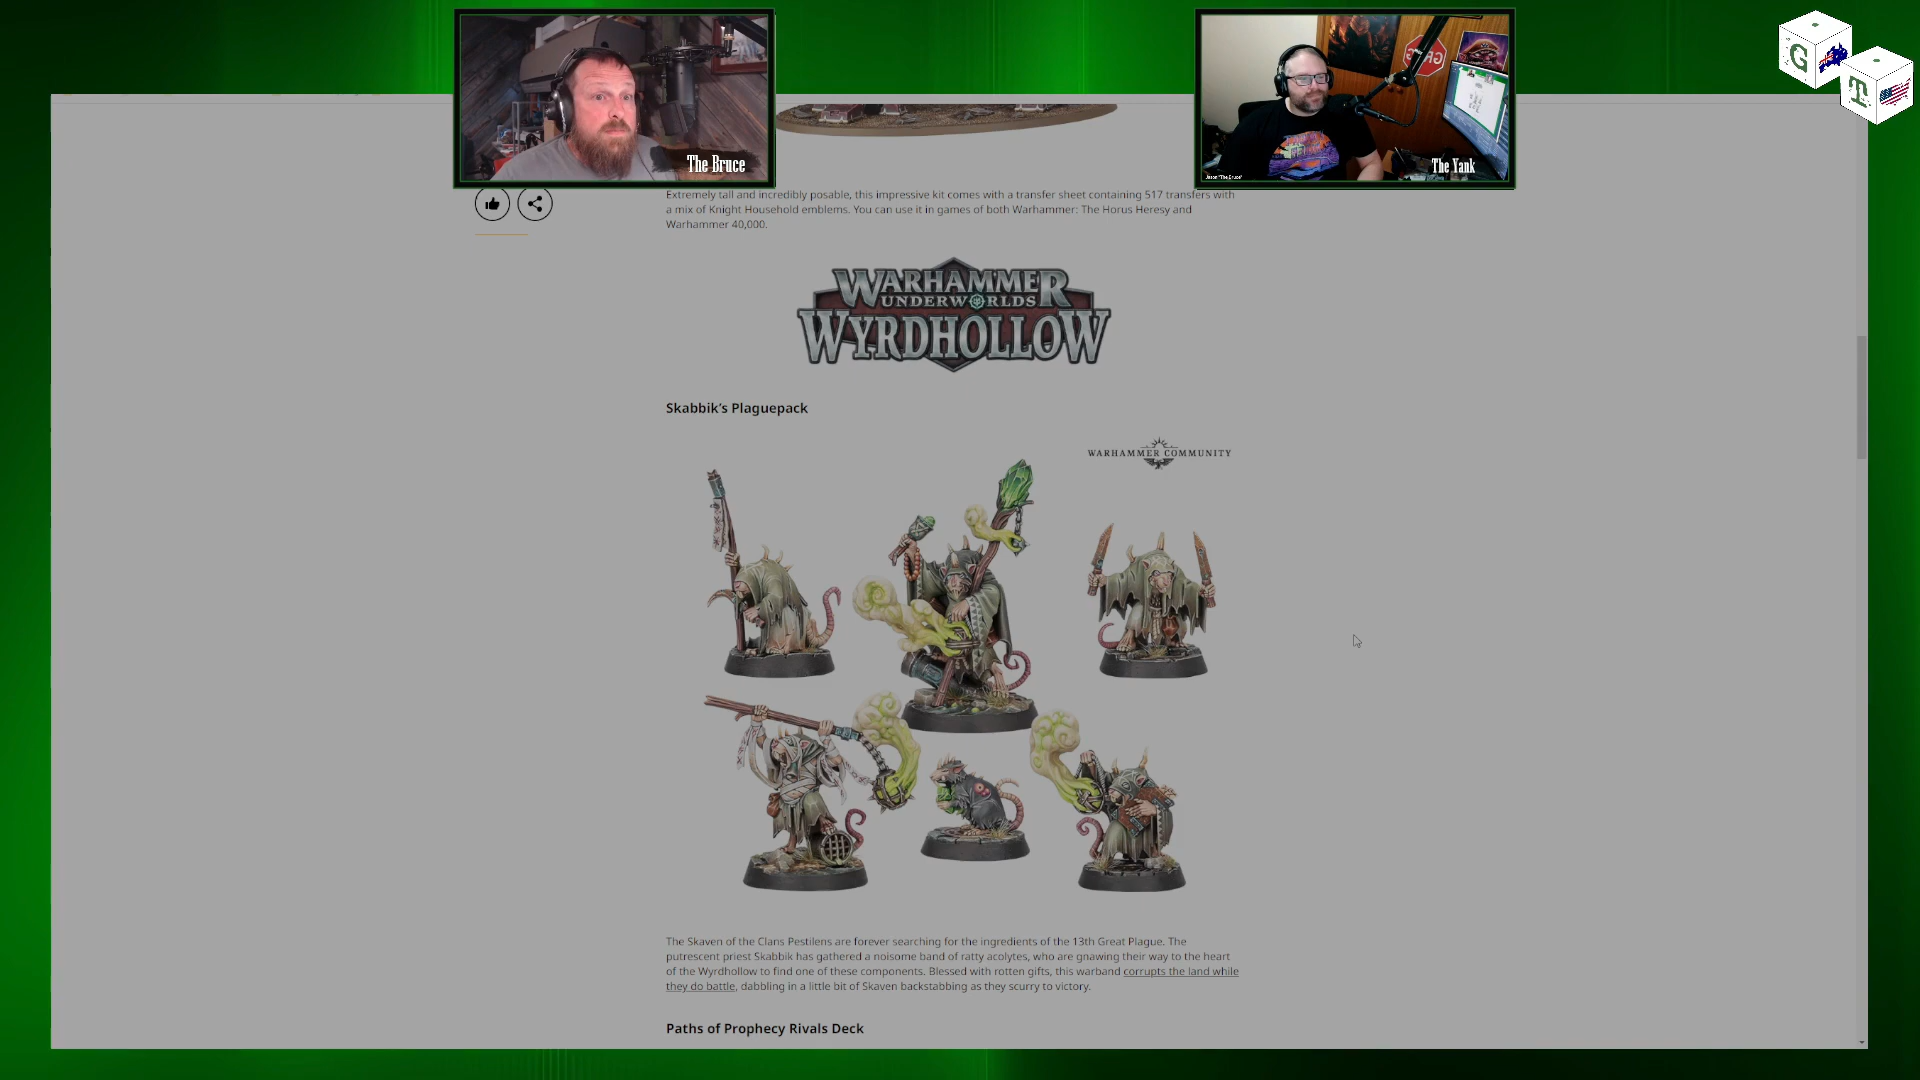 The Bruce
The Yank
Jason "The Bruce"
G
T
Extremely tall and incredibly posable, this impressive kit comes with a transfer sheet containing 517 transfers with
a mix of Knight Household emblems. You can use it in games of both Warhammer: The Horus Heresy and
Warhammer 40,000.
WARHAMMER
UNDERWORLDS
WYRDHOLLOW
Skabbik's Plaguepack
WARHAMMER COMMUNITY
The Skaven of the Clans Pestilens are forever searching for the ingredients of the 13th Great Plague. The
putrescent priest Skabbik has gathered a noisome band of ratty acolytes, who are gnawing their way to the heart
of the Wyrdhollow to find one of these components. Blessed with rotten gifts, this warband corrupts the land while
they do battle, dabbling in a little bit of Skaven backstabbing as they scurry to victory.
Paths of Prophecy Rivals Deck